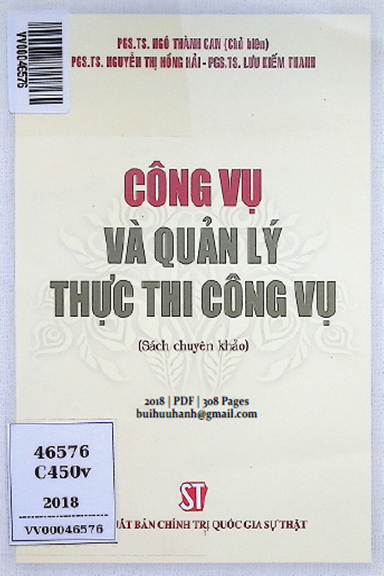 VV00046576
PGS.TS. NGÔ THÀNH CAN (Chủ biên)
PGS.TS. NGUYỄN THỊ HỒNG HẢI - PGS.TS. LƯU KIẾM THANH
CÔNG VỤ
VÀ QUẢN LÝ
THỰC THI CÔNG VỤ
(Sách chuyên khảo)
2018 | PDF | 308 Pages
buihuuhanh@gmail.com
46576
C450v
2018
VV00046576
ST
XUẤT BẢN CHÍNH TRỊ QUỐC GIA SỰ THẬT